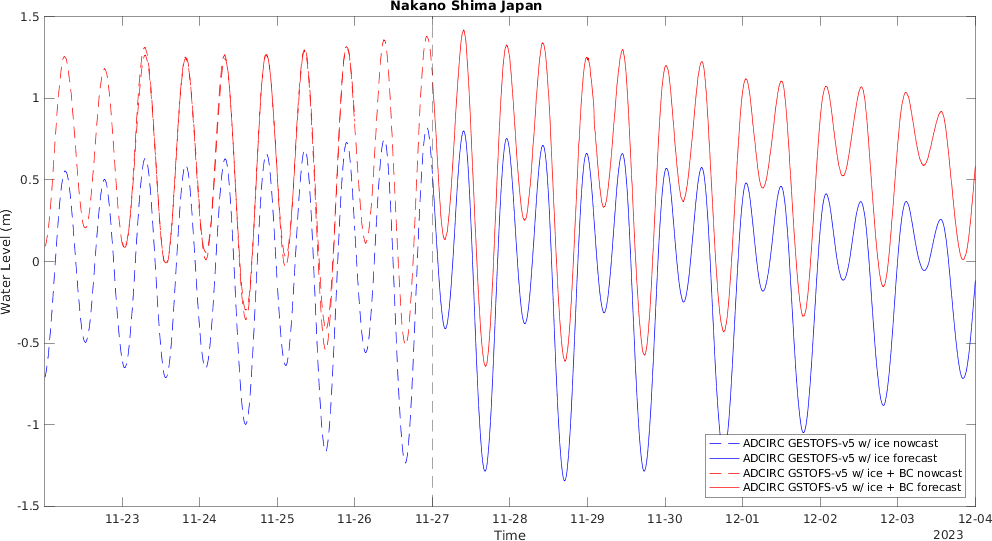 Nakano Shima Japan
1.5
1
0.5
0
-0.5
-1
-1.5
Water Level (m)
11-23 11-24 11-25 11-26 11-27 11-28 11-29 11-30 12-01 12-02 12-03 12-04
Time
2023
ADCIRC GESTOFS-v5 w/ ice nowcast
ADCIRC GESTOFS-v5 w/ ice forecast
ADCIRC GSTOFS-v5 w/ ice + BC nowcast
ADCIRC GSTOFS-v5 w/ ice + BC forecast